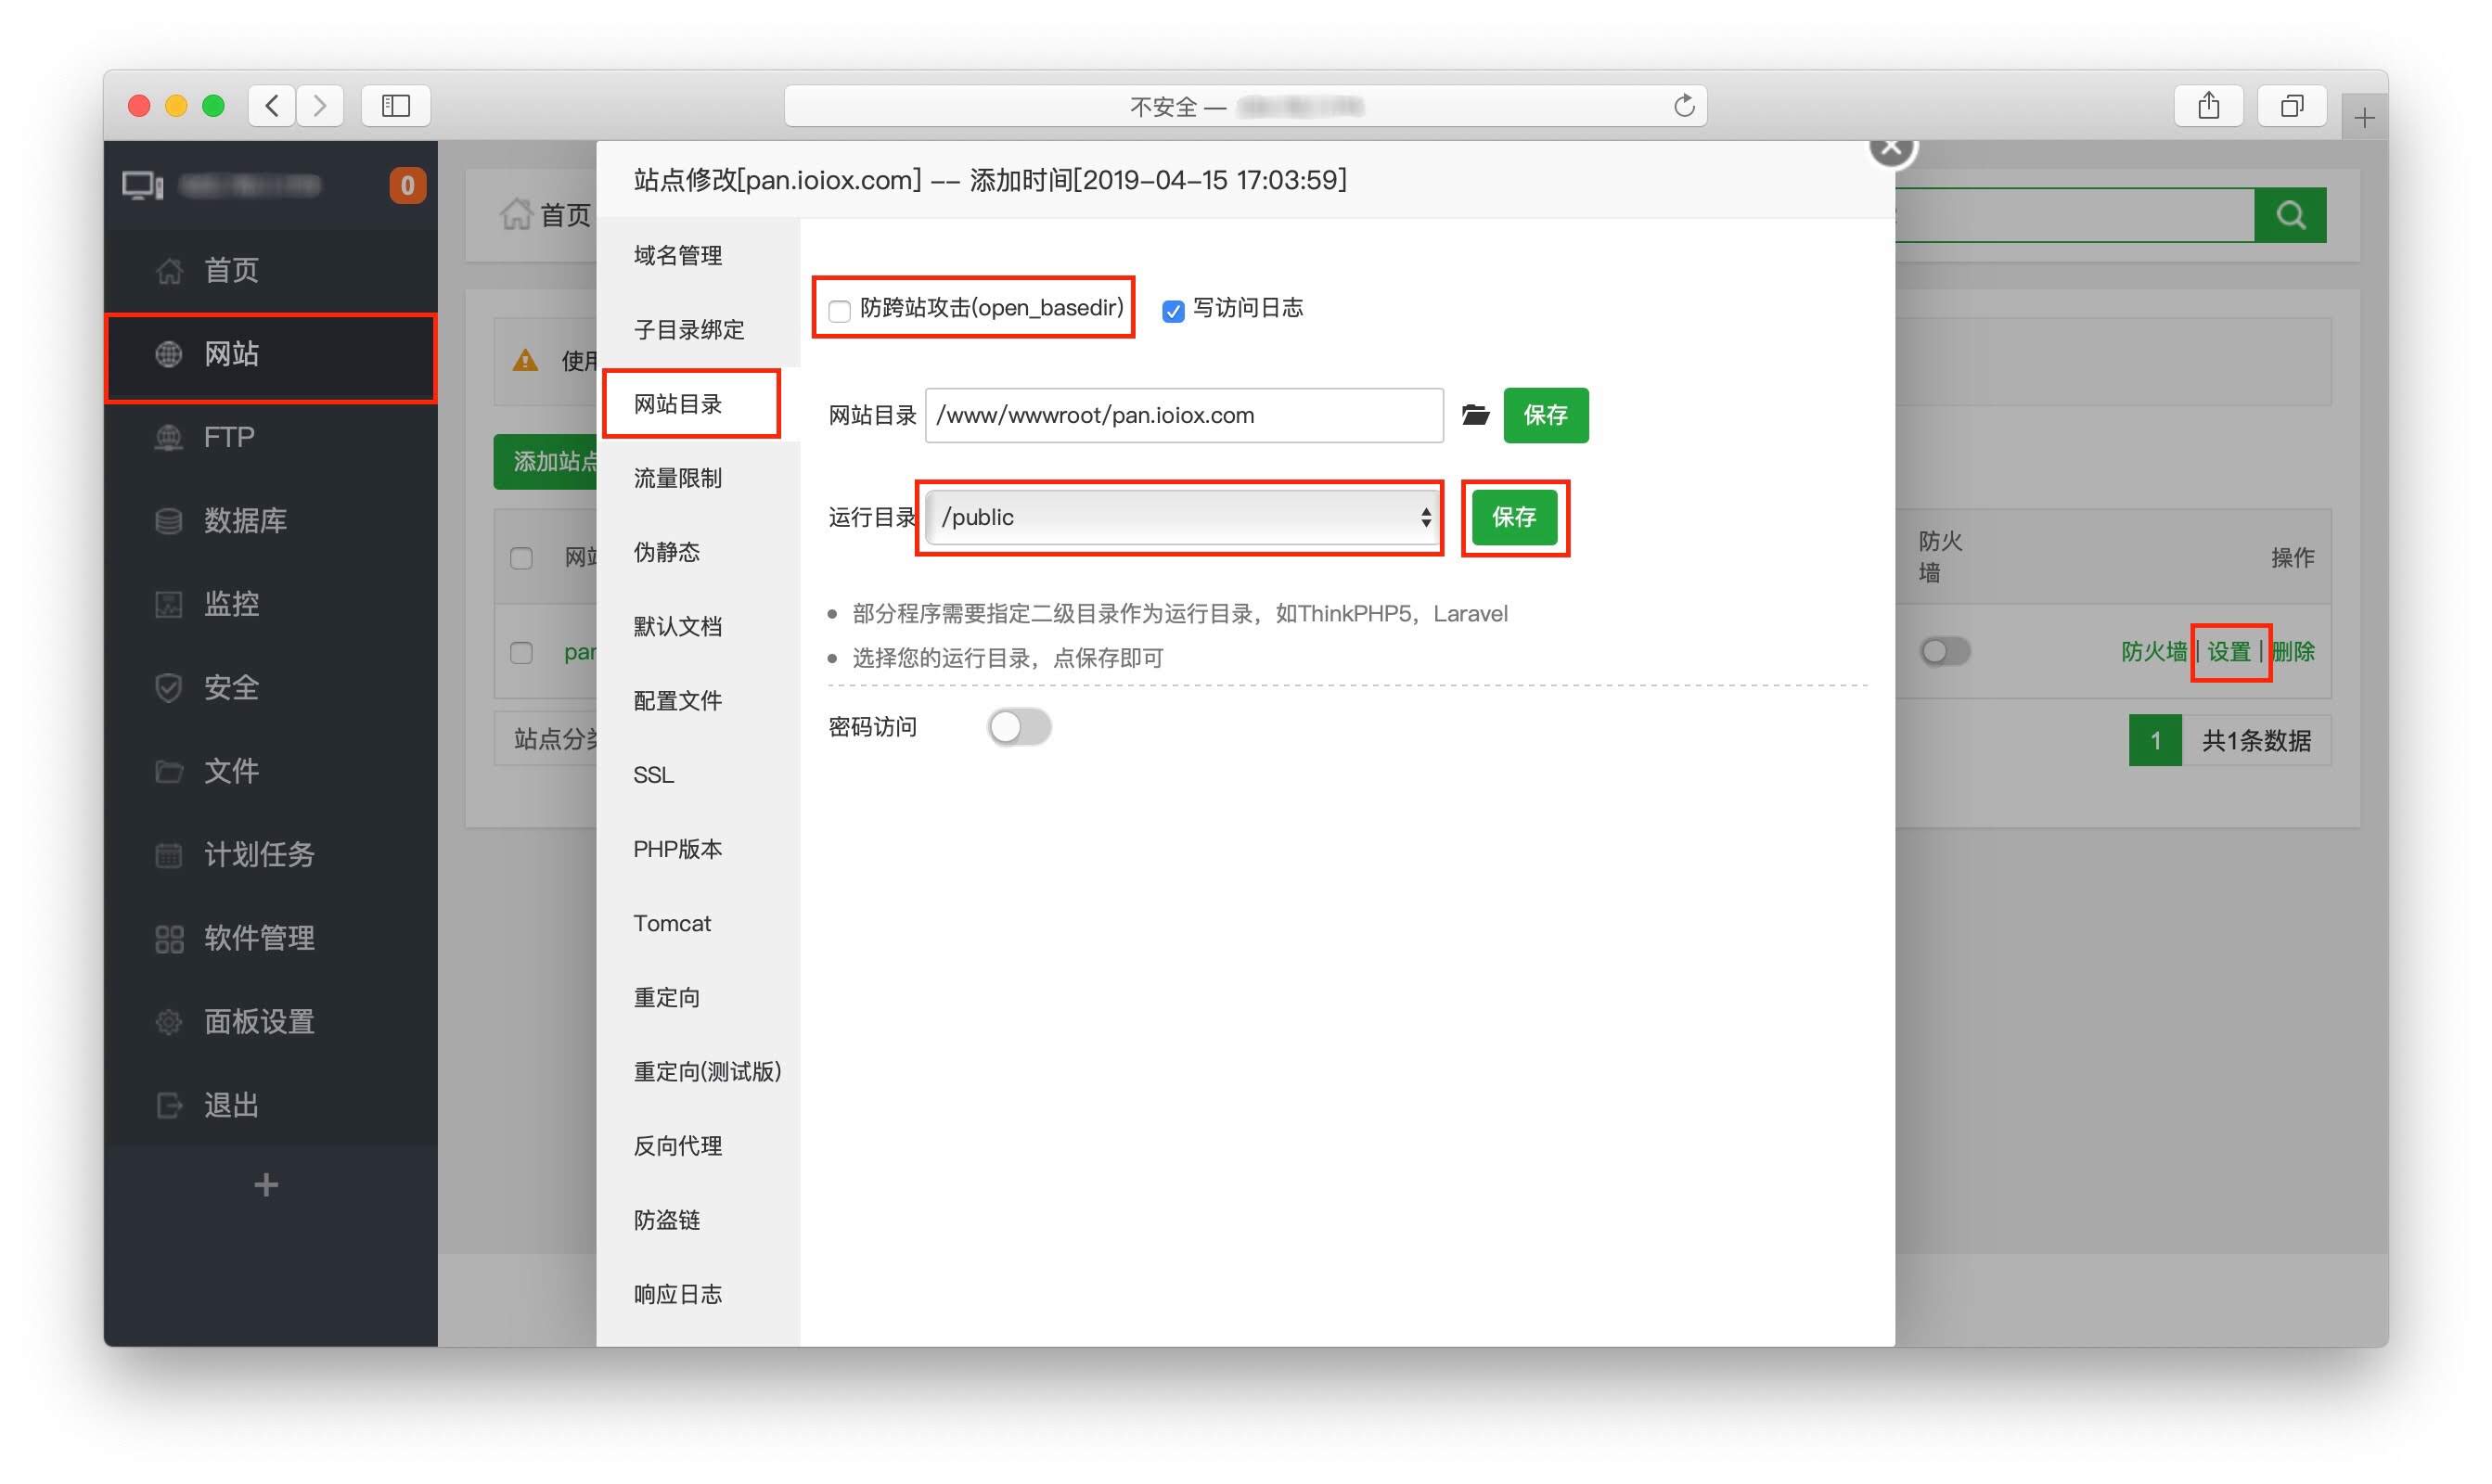 不安全 —
0
首页
网站
FTP
数据库
监控
安全
文件
计划任务
软件管理
面板设置
退出
+
首页
使用
添加站点
网站
pan
站点分类
站点修改[pan.ioiox.com] -- 添加时间[2019-04-15 17:03:59]
域名管理
子目录绑定
网站目录
流量限制
伪静态
默认文档
配置文件
SSL
PHP版本
Tomcat
重定向
重定向(测试版)
反向代理
防盗链
响应日志
防跨站攻击(open_basedir) 写访问日志
网站目录 /www/wwwroot/pan.ioiox.com 保存
运行目录 /public 保存
部分程序需要指定二级目录作为运行目录，如ThinkPHP5，Laravel
选择您的运行目录，点保存即可
密码访问
防火
墙
操作
防火墙 | 设置 | 删除
1 共1条数据